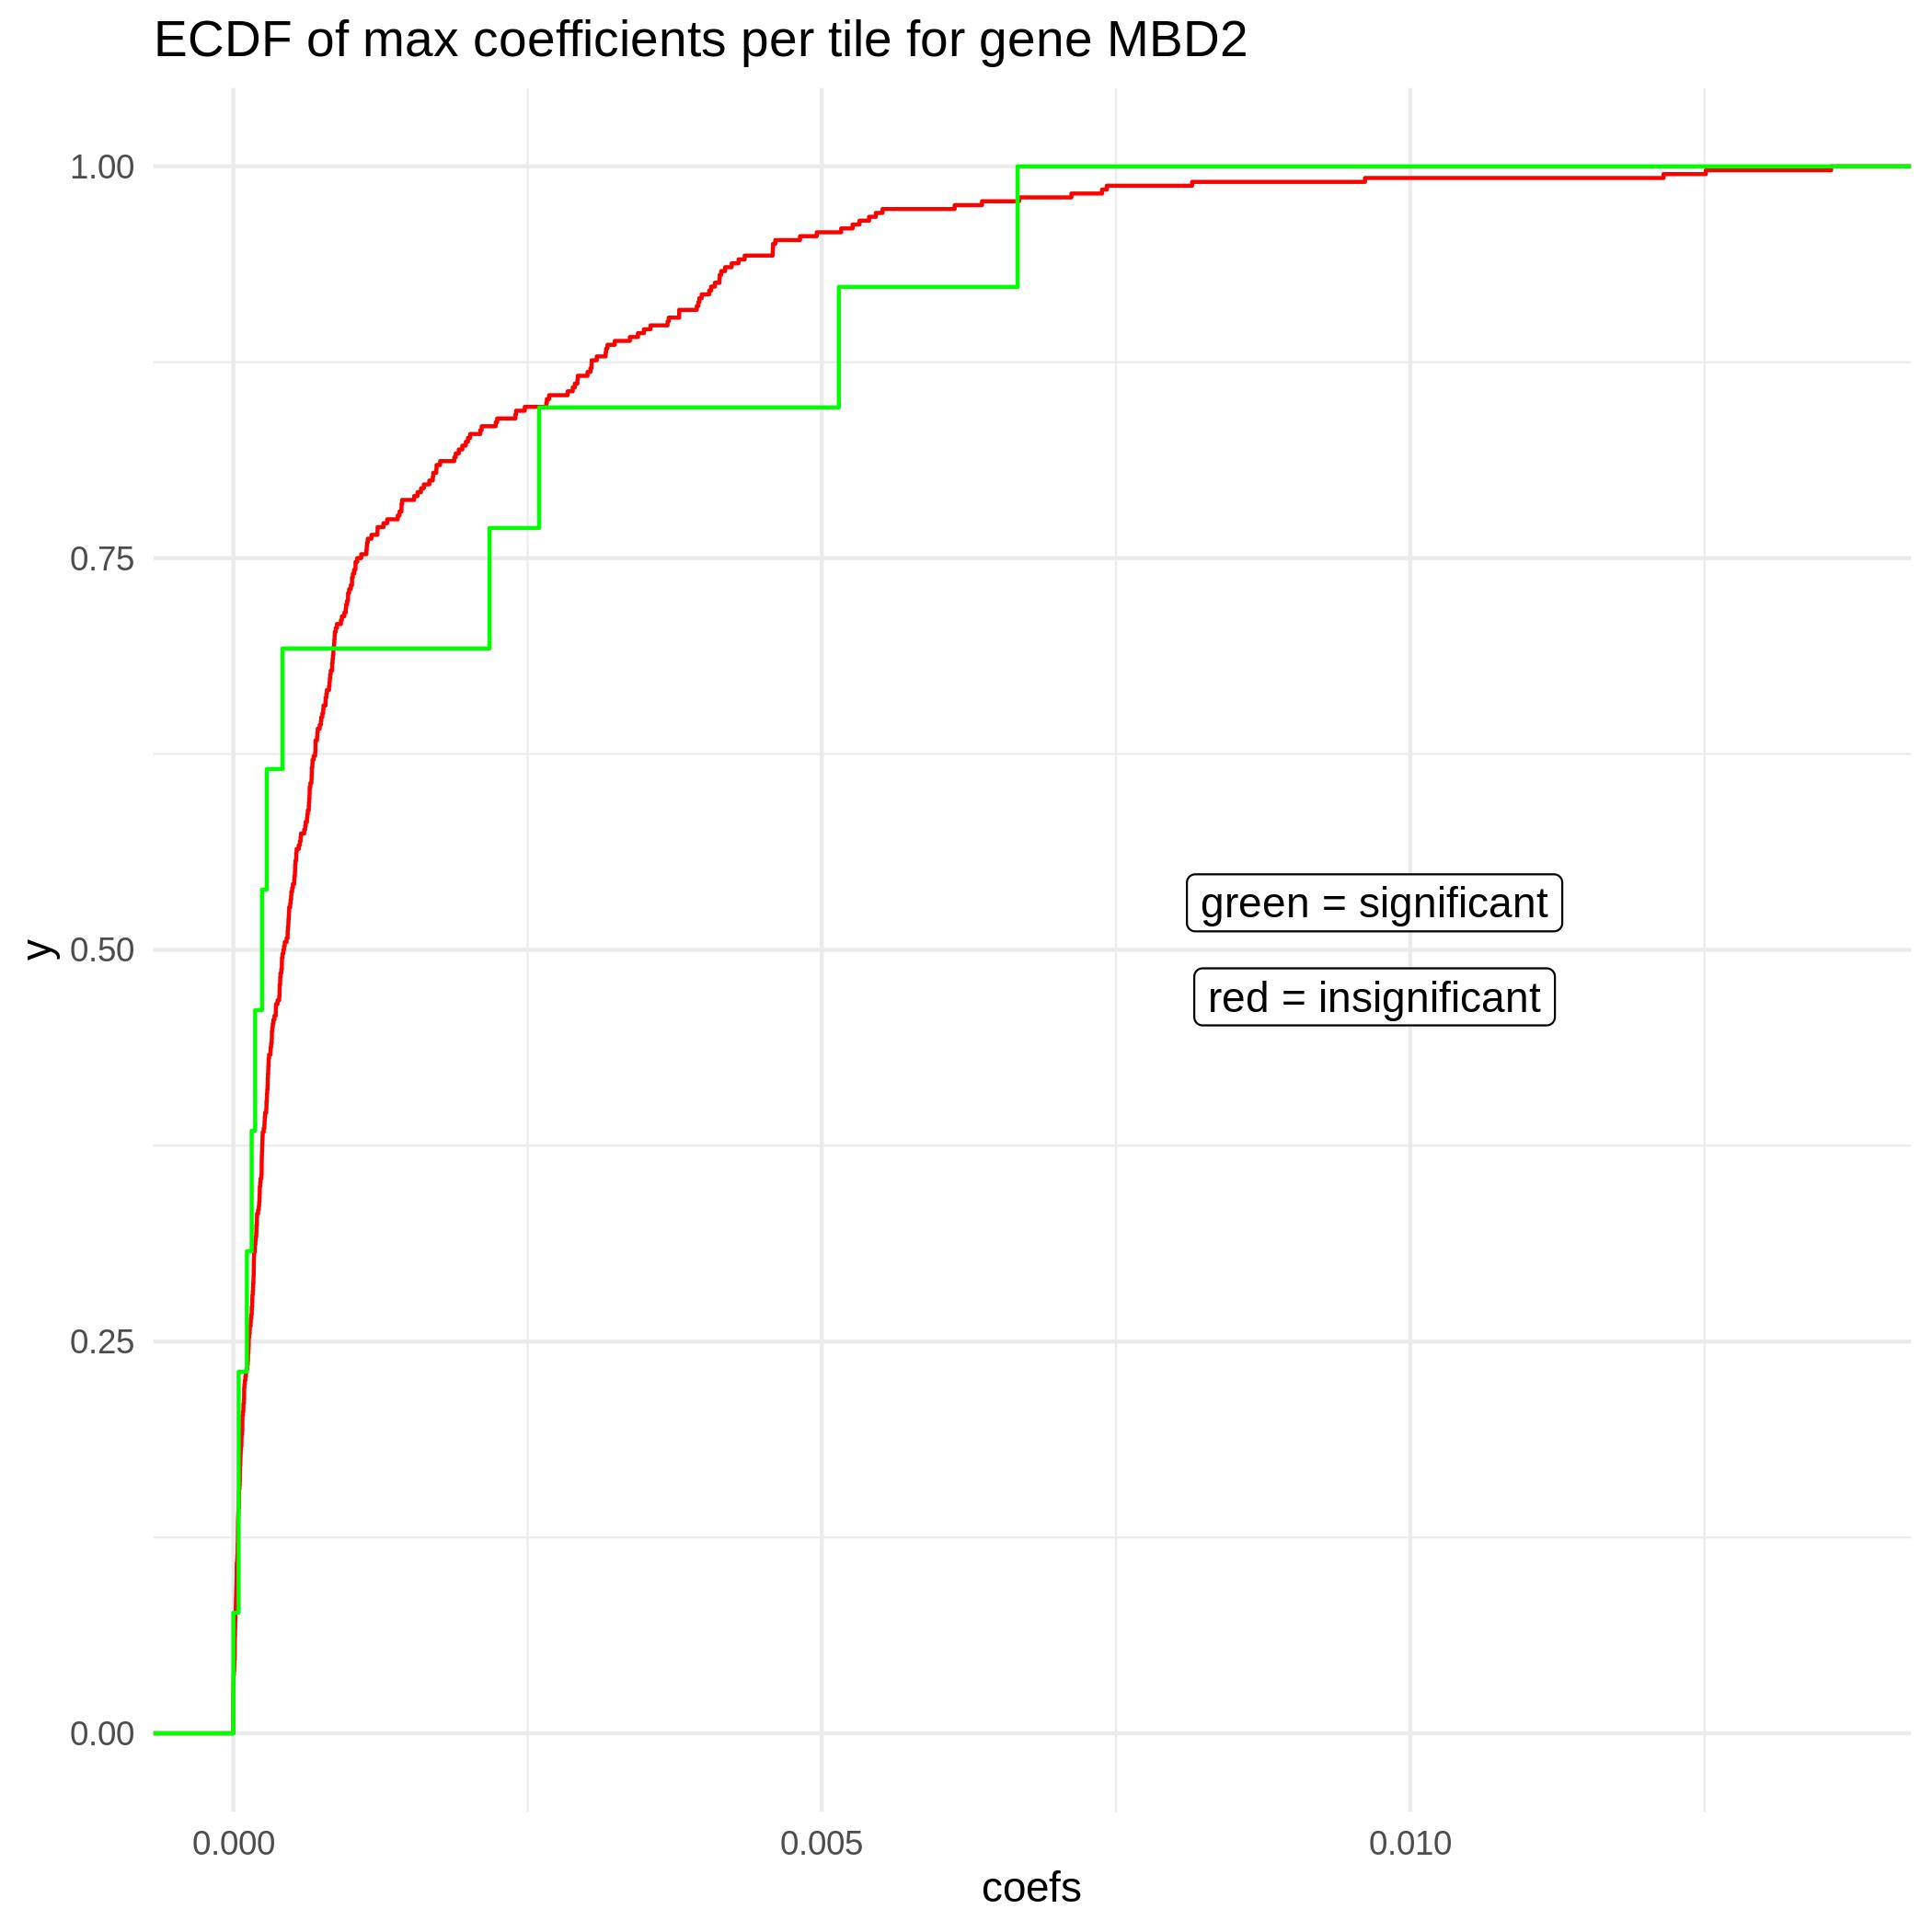 ECDF of max coefficients per tile for gene MBD2
1.00
0.75
0.50
0.25
0.00
y
green = significant
red = insignificant
0.000
0.005
0.010
coefs